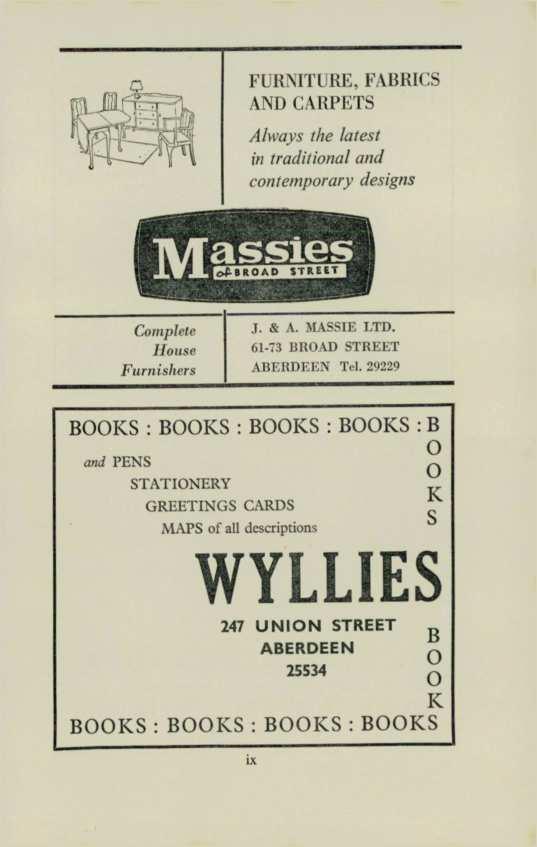 FURNITURE, FABRICS
AND CARPETS
Always the latest
in traditional and
contemporary designs
Massies
of BROAD STREET
Complete
House
Furnishers
J. & A. MASSIE LTD.
61-73 BROAD STREET
ABERDEEN Tel. 29229
BOOKS : BOOKS : BOOKS : BOOKS : B
O
O
K
S
and PENS
STATIONERY
GREETINGS CARDS
MAPS of all descriptions
WYLLIES
247 UNION STREET
ABERDEEN
25534
B
O
O
K
BOOKS : BOOKS : BOOKS : BOOKS
ix